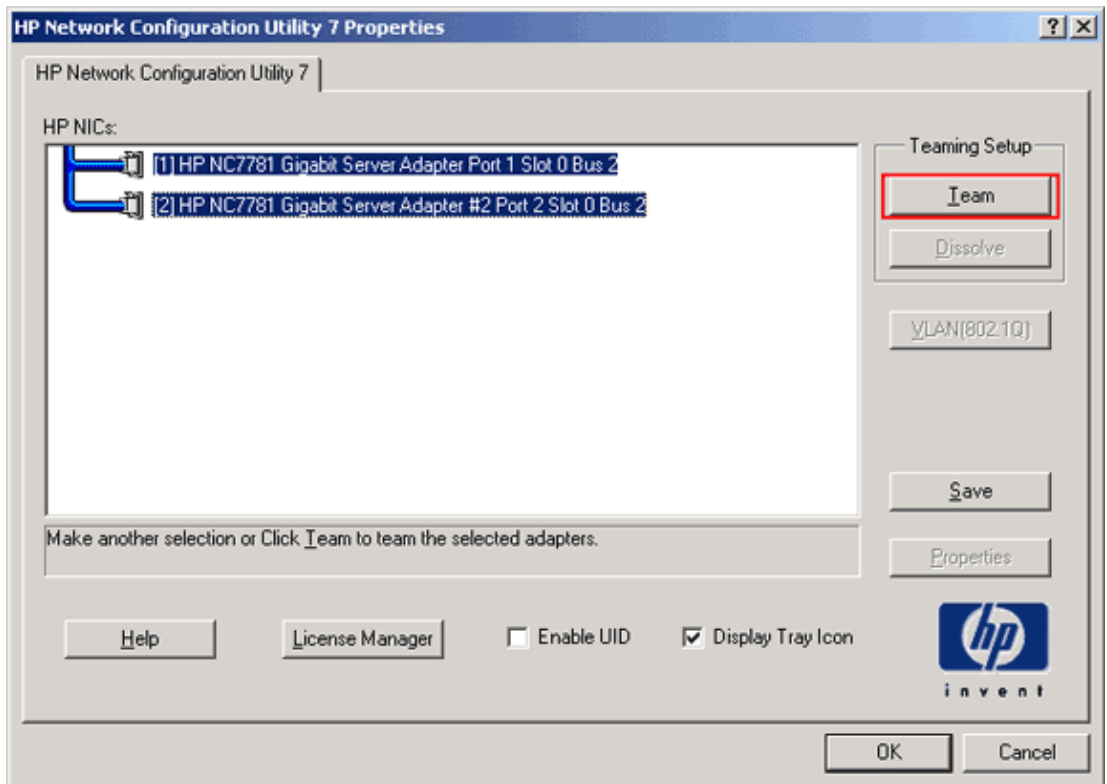 HP Network Configuration Utility 7 Properties
HP Network Configuration Utility 7
HP NICs:
[1] HP NC7781 Gigabit Server Adapter Port 1 Slot 0 Bus 2
[2] HP NC7781 Gigabit Server Adapter #2 Port 2 Slot 0 Bus 2
Teaming Setup
Team
Dissolve
VLAN(802.1Q)
Save
Make another selection or Click Team to team the selected adapters.
Properties
Help
License Manager
Enable UID
Display Tray Icon
hp
invent
OK
Cancel